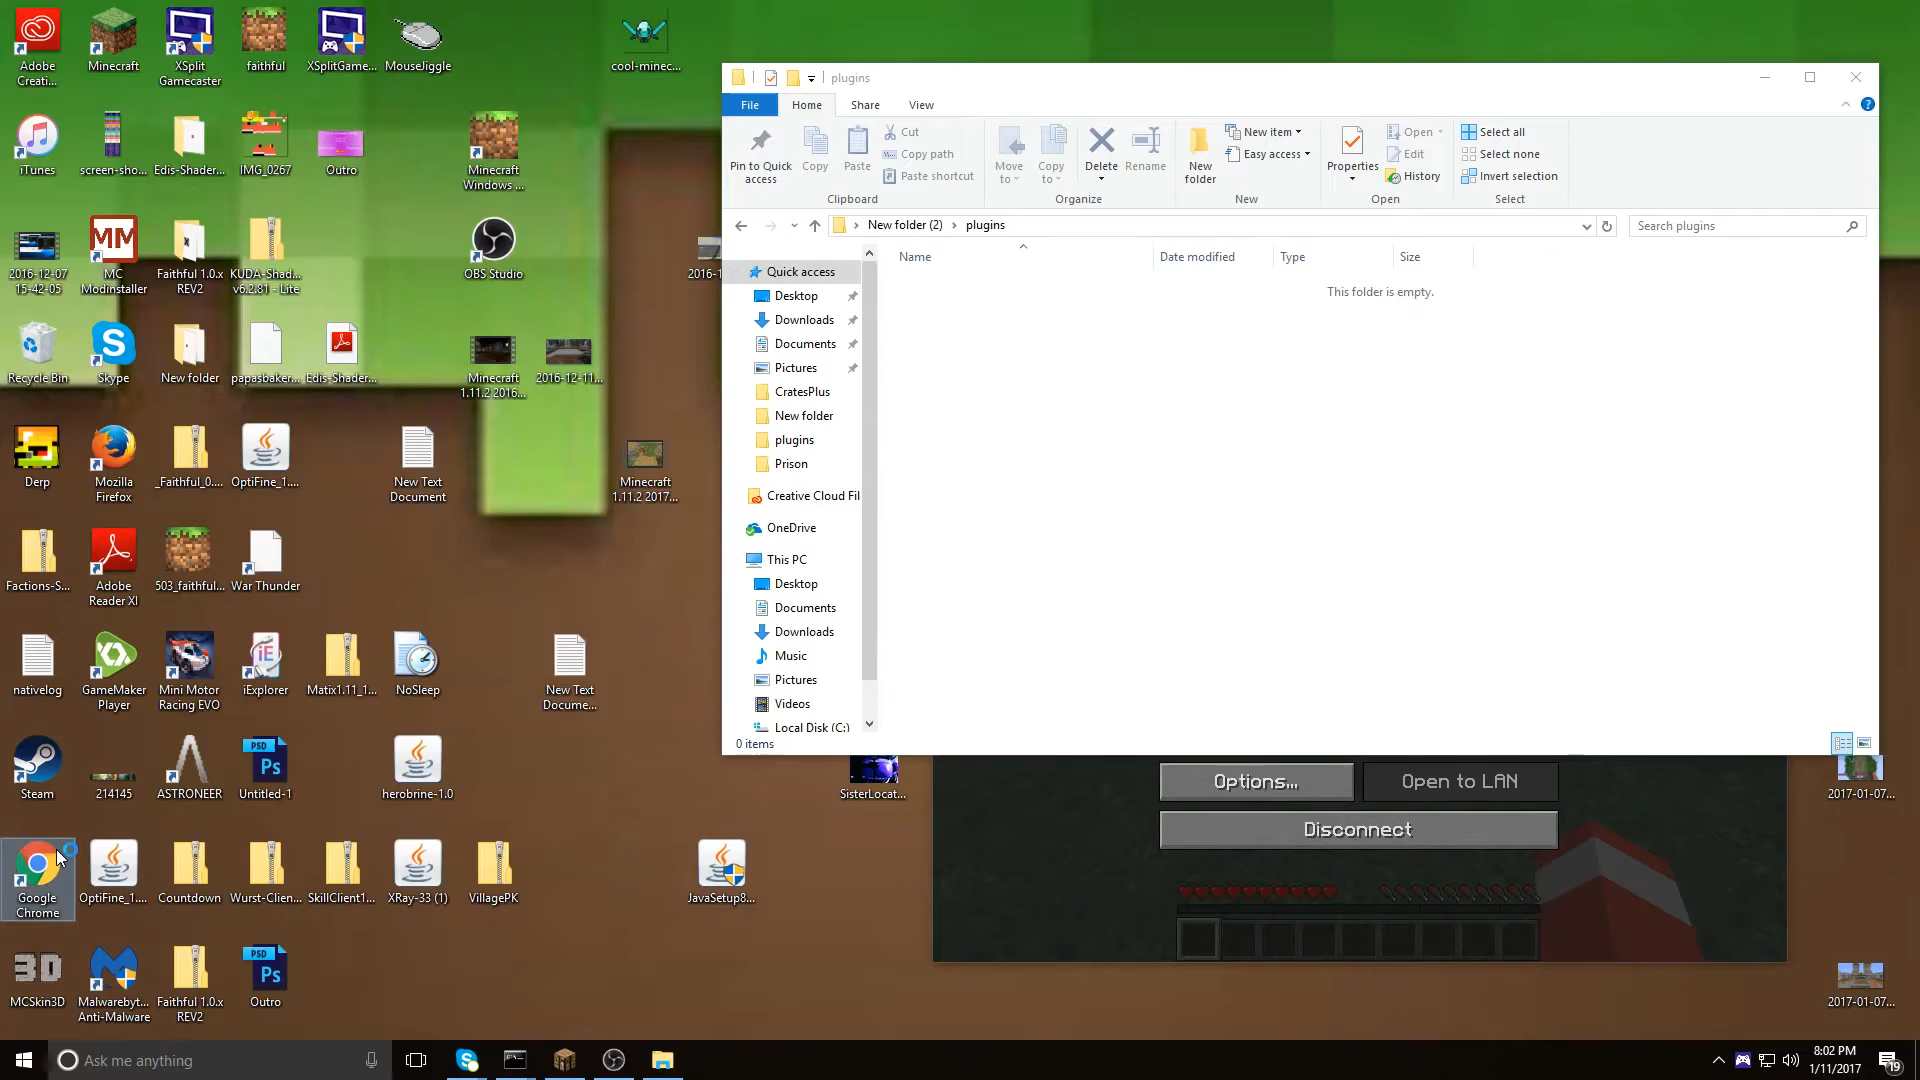 Adobe
Creati...
Minecraft
XSplit
Gamecaster
faithful
XSplitGame...
MouseJiggle
cool-minec...
iTunes
screen-sho...
Edis-Shader...
IMG_0267
Outro
Minecraft
Windows ...
2016-12-07
15-42-05
MC
Modinstaller
Faithful 1.0.x
REV2
KUDA-Shad...
v6.2.81 - Lite
OBS Studio
2016-1
Recycle Bin
Skype
New folder
papasbaker...
Edis-Shader...
Minecraft
1.11.2 2016...
2016-12-11...
Derp
Mozilla
Firefox
_Faithful_0....
OptiFine_1....
New Text
Document
Minecraft
1.11.2 2017...
Factions-S...
Adobe
Reader XI
503_faithful...
War Thunder
nativelog
GameMaker
Player
Mini Motor
Racing EVO
iExplorer
Matix1.11_1...
NoSleep
New Text
Docume...
Steam
214145
ASTRONEER
Untitled-1
herobrine-1.0
SisterLocat...
Google
Chrome
OptiFine_1....
Countdown
Wurst-Clien...
SkillClient1...
XRay-33 (1)
VillagePK
JavaSetup8...
MCSkin3D
Malwarebyt...
Anti-Malware
Faithful 1.0.x
REV2
Outro
plugins
File
Home
Share
View
Pin to Quick
access
Copy
Paste
Cut
Copy path
Paste shortcut
Clipboard
Move
to
Copy
to
Delete
Rename
Organize
New
folder
New item
Easy access
New
Properties
Open
Edit
History
Open
Select all
Select none
Invert selection
Select
New folder (2)
plugins
Search plugins
Name
Date modified
Type
Size
This folder is empty.
Quick access
Desktop
Downloads
Documents
Pictures
CratesPlus
New folder
plugins
Prison
Creative Cloud Fil
OneDrive
This PC
Desktop
Documents
Downloads
Music
Pictures
Videos
Local Disk (C:)
0 items
Options...
Open to LAN
Disconnect
2017-01-07...
2017-01-07...
Ask me anything
8:02 PM
1/11/2017
19